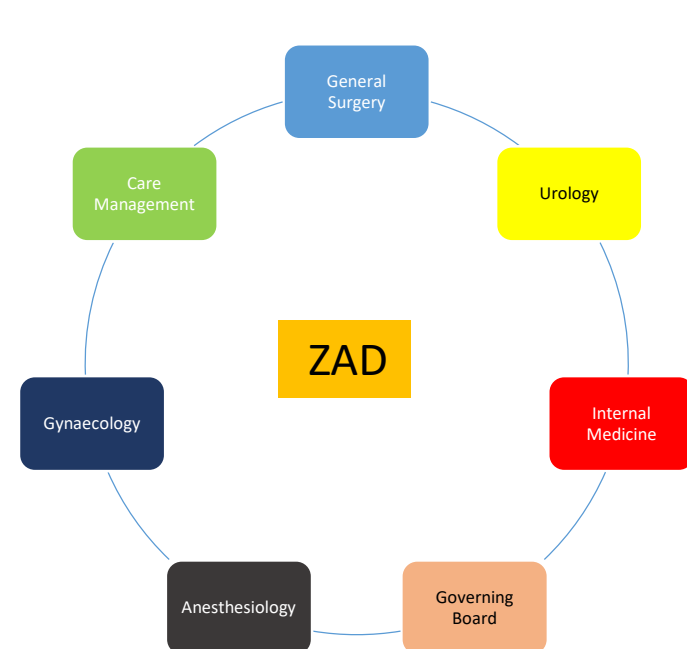 General
Surgery
Urology
Internal
Medicine
Governing
Board
Anesthesiology
Gynaecology
Care
Management
ZAD